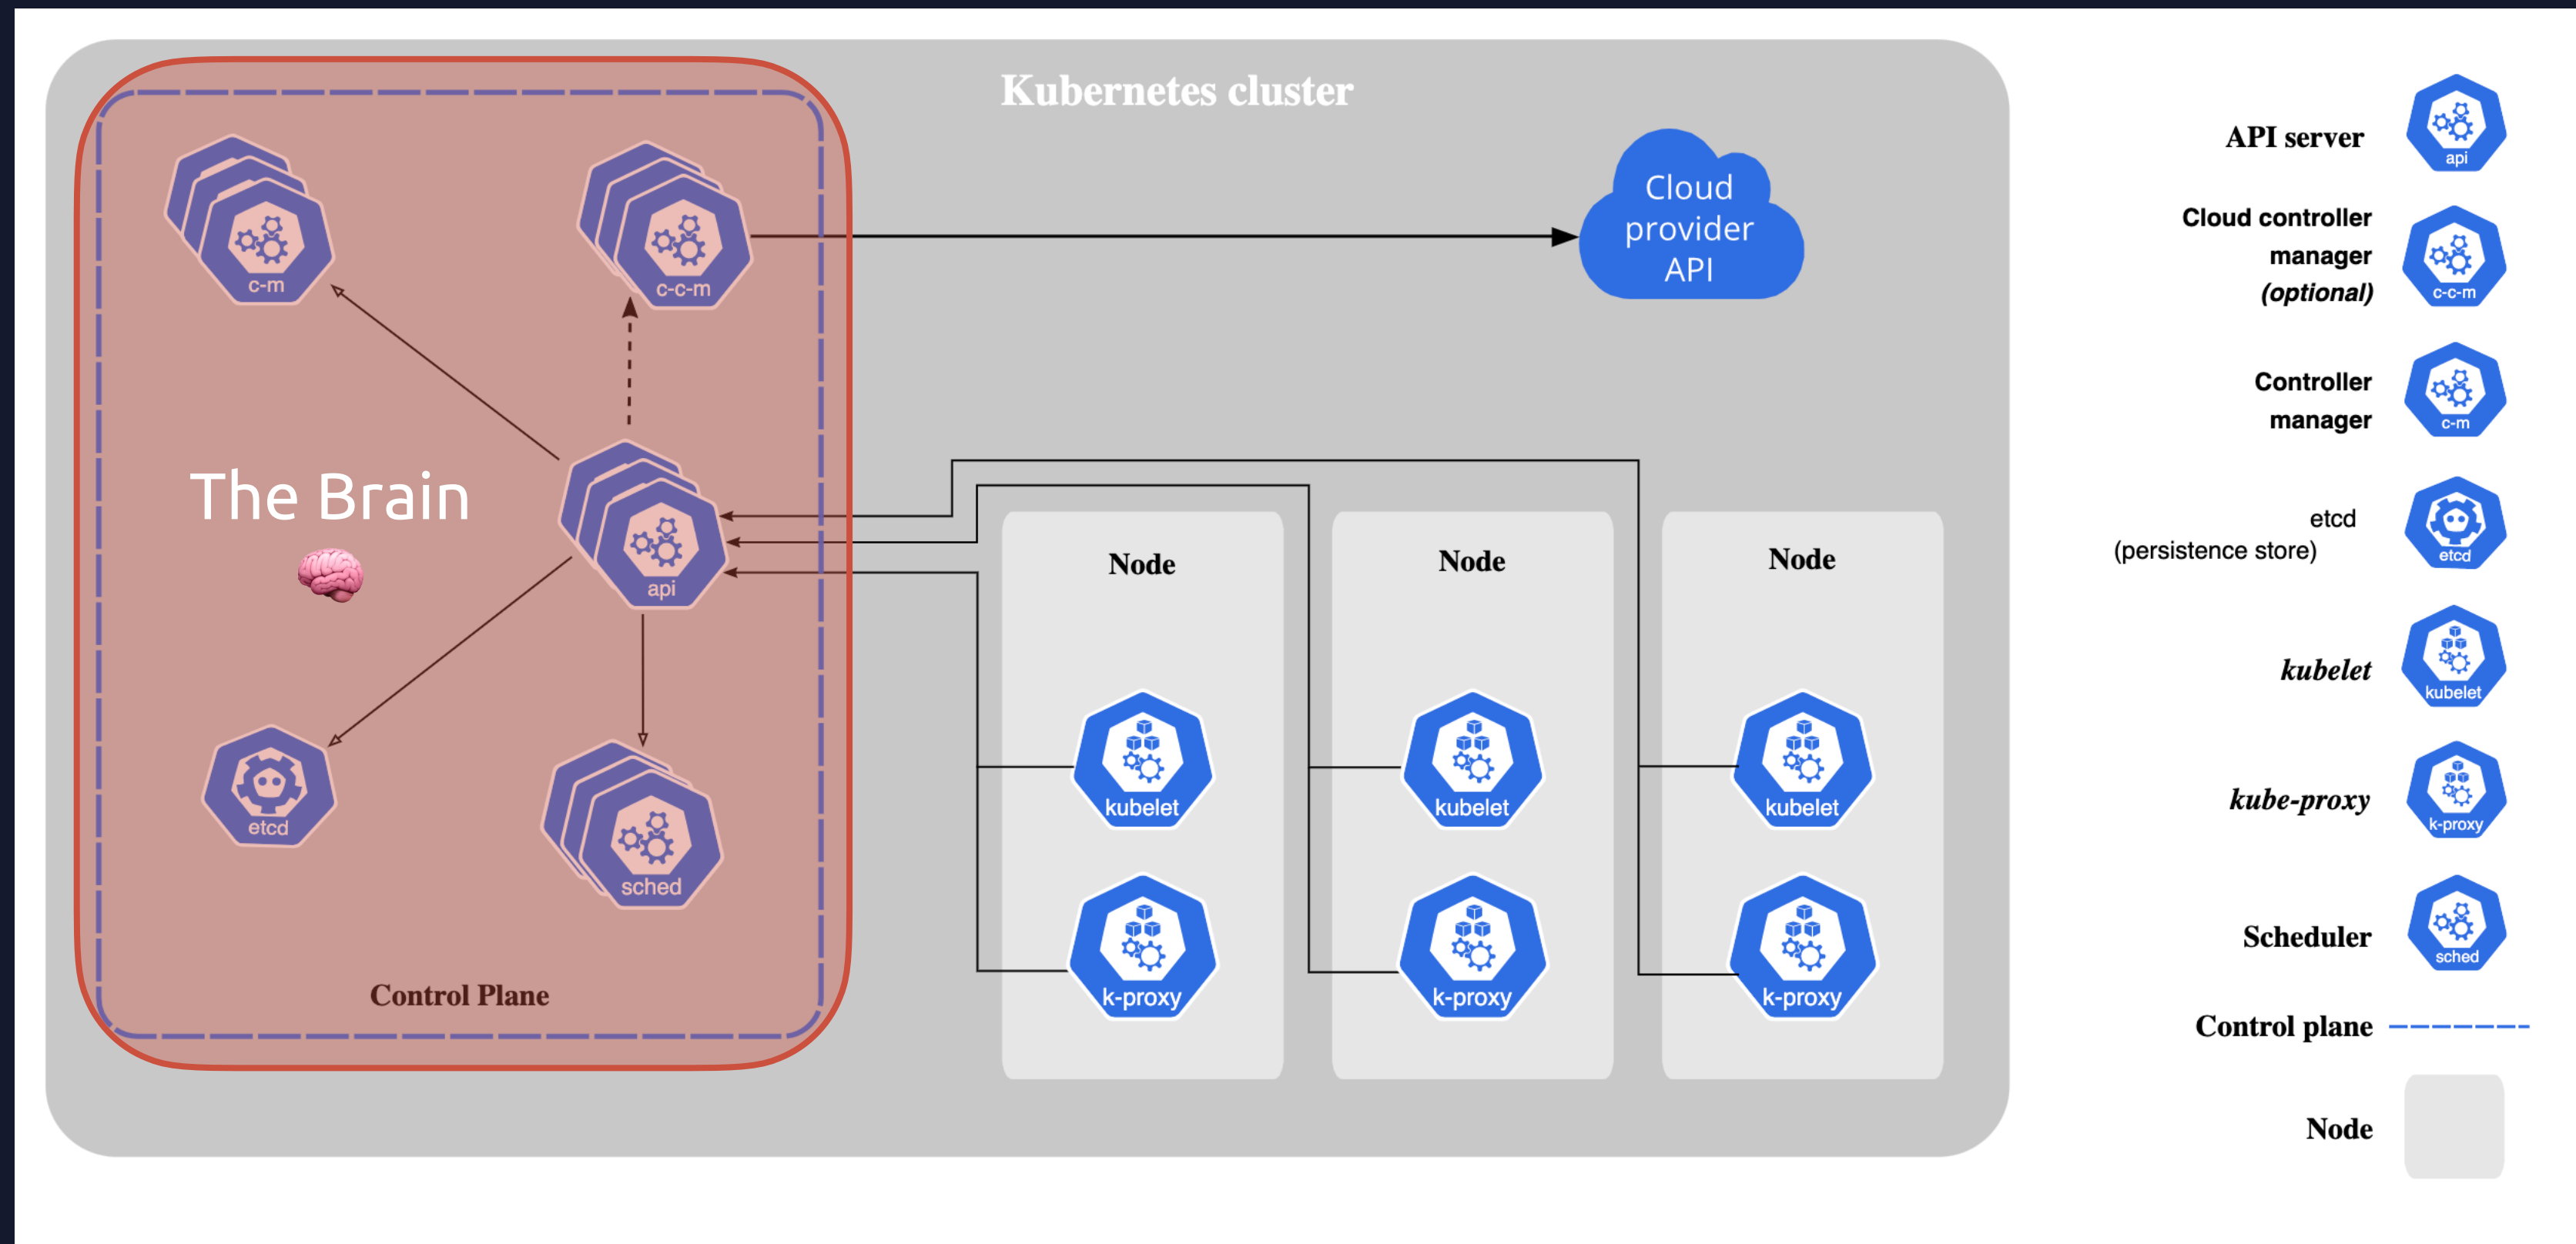 Kubernetes cluster
c-m
c-c-m
Cloud
provider
API
The Brain
api
etcd
sched
Control Plane
Node
kubelet
k-proxy
Node
kubelet
k-proxy
Node
kubelet
k-proxy
API server
api
Cloud controller
manager
(optional)
c-c-m
Controller
manager
c-m
etcd
(persistence store)
etcd
kubelet
kubelet
kube-proxy
k-proxy
Scheduler
sched
Control plane
Node